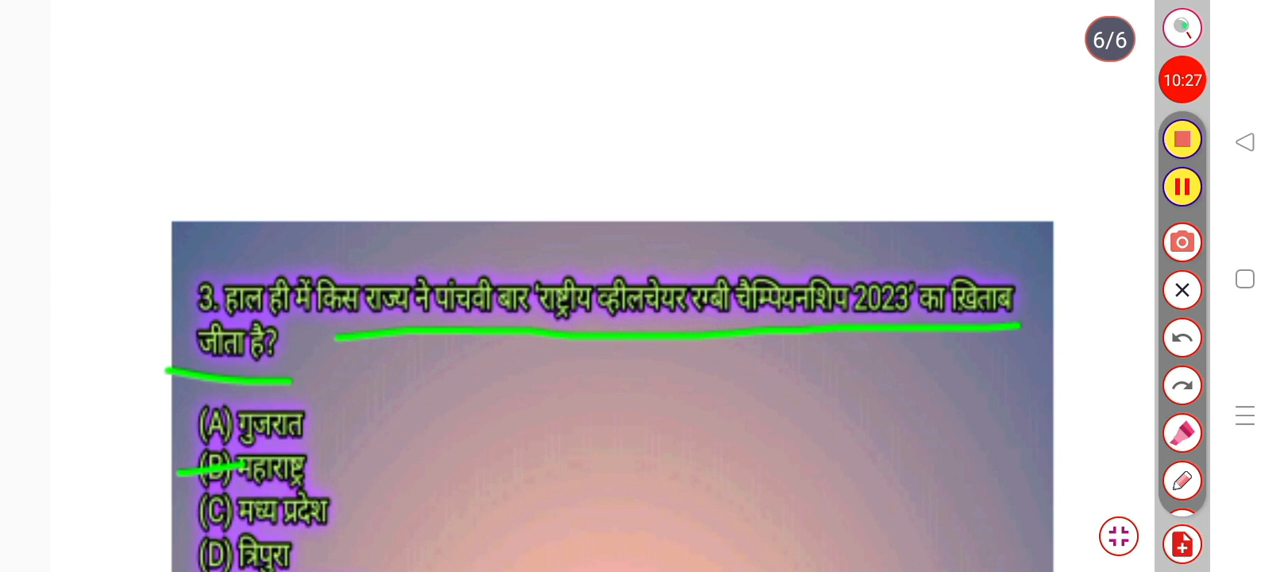 6/6
10:27
3. हाल ही में किस राज्य ने पांचवी बार 'राष्ट्रीय व्हीलचेयर रग्बी चैम्पियनशिप 2023' का ख़िताब
जीता है?
(A) गुजरात
(B) महाराष्ट्र
(C) मध्य प्रदेश
(D) त्रिपुरा